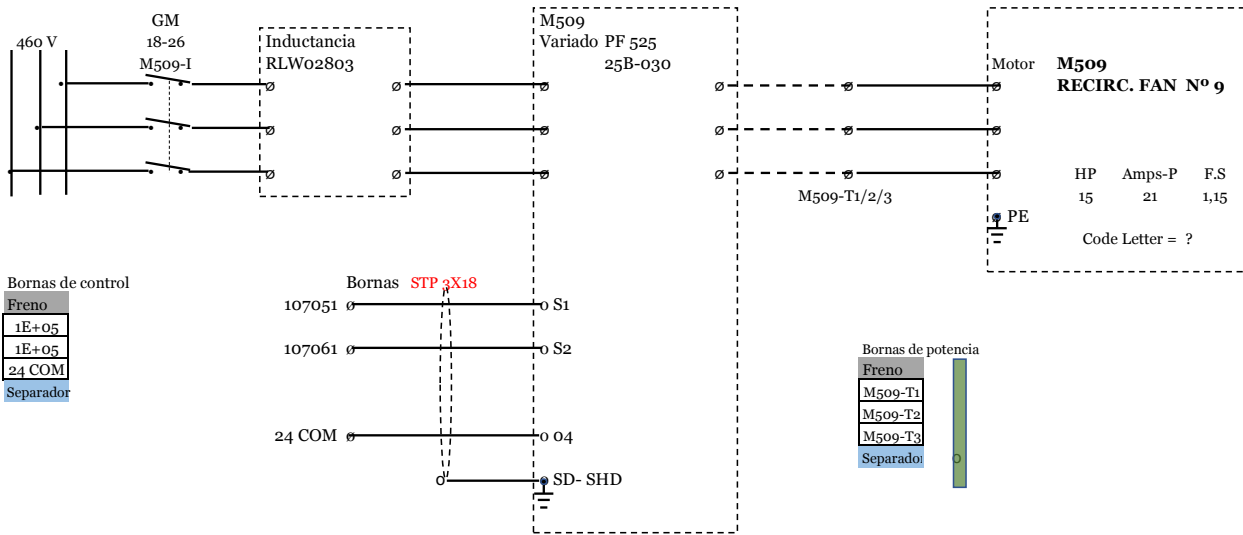 460 V
GM
18-26
M509-I
Inductancia
RLW02803
M509
Variado PF 525
25B-030
Motor M509
RECIRC. FAN Nº 9
HP Amps-P F.S
15 21 1,15
M509-T1/2/3
PE
Code Letter = ?
Bornas de control
Freno
1E+05
1E+05
24 COM
Separador
Bornas STP 3X18
107051
S1
107061
S2
24 COM
04
SD- SHD
Bornas de potencia
Freno
M509-T1
M509-T2
M509-T3
Separador